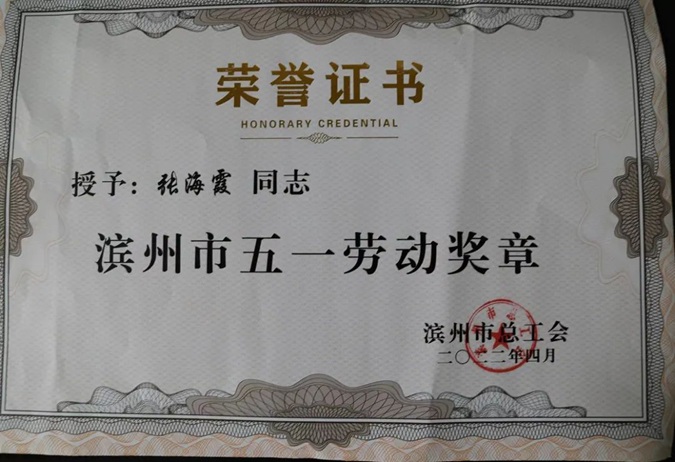 荣誉证书
HONORARY CREDENTIAL
授予：张海霞 同志
滨州市五一劳动奖章
滨州市总工会
二〇二二年四月